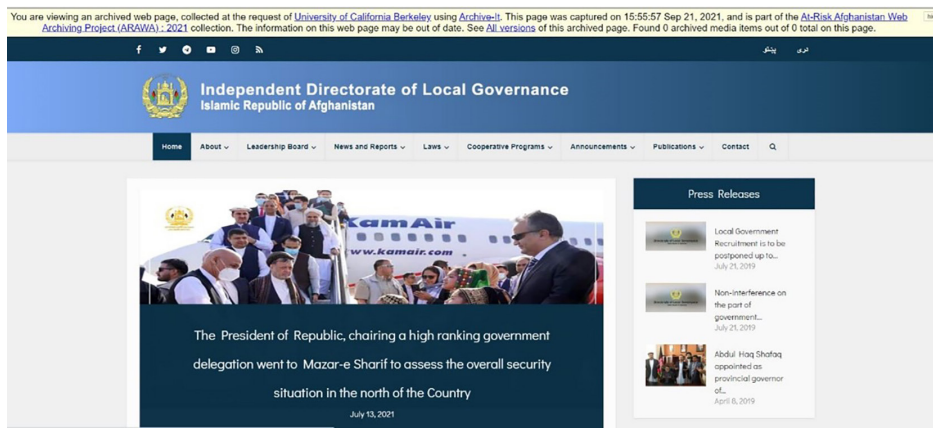 You are viewing an archived web page, collected at the request of University of California Berkeley using Archive-It. This page was captured on 15:55:57 Sep 21, 2021, and is part of the At-Risk Afghanistan Web
Archiving Project (ARAWA) : 2021 collection. The information on this web page may be out of date. See All versions of this archived page. Found 0 archived media items out of 0 total on this page.
پښتو دری
Independent Directorate of Local Governance
Islamic Republic of Afghanistan
Home About Leadership Board News and Reports Laws Cooperative Programs Announcements Publications Contact
KamAir
www.kamair.com
The President of Republic, chairing a high ranking government
delegation went to Mazar-e Sharif to assess the overall security
situation in the north of the Country
July 13, 2021
Press Releases
Local Government
Recruitment is to be
postponed up to...
July 21, 2019
Non-interference on
the part of
government...
July 21, 2019
Abdul Haq Shafaq
appointed as
provincial governor
of...
April 8, 2019